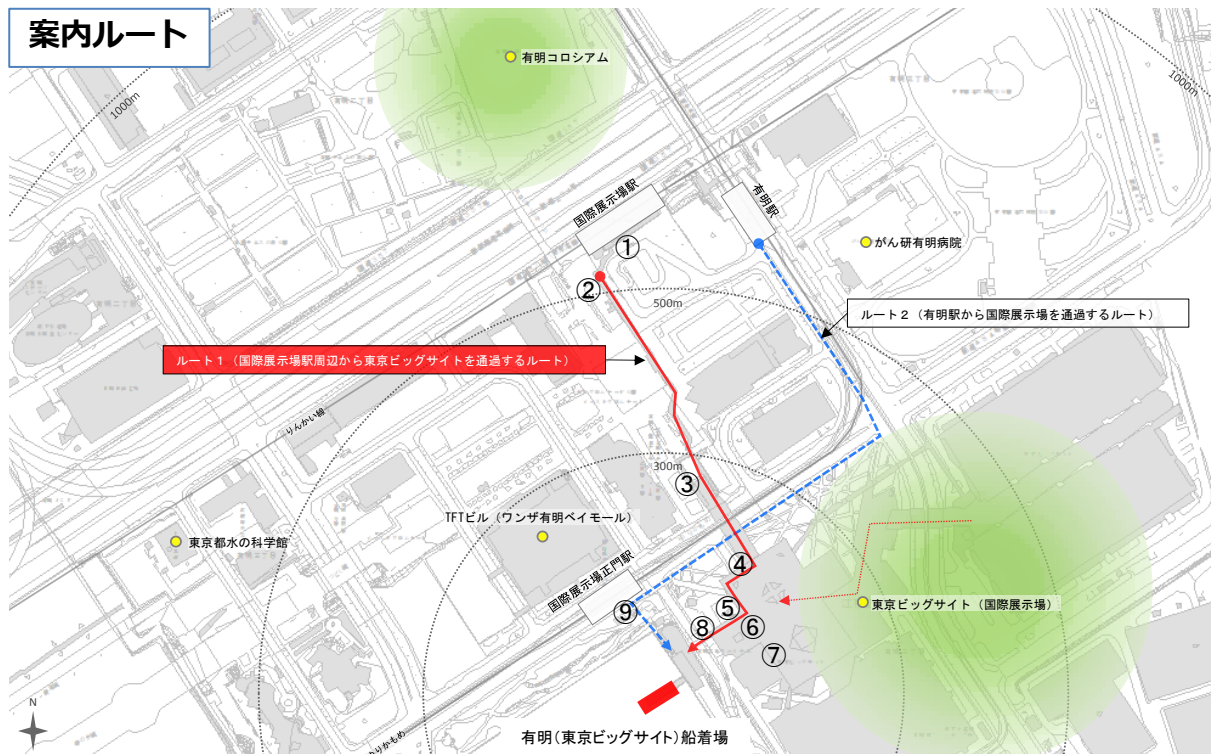 案内ルート
有明コロシアム
1000m
1000m
国際展示場駅
有明駅
①
がん研有明病院
②
500m
ルート２（有明駅から国際展示場を通過するルート）
ルート１（国際展示場駅周辺から東京ビッグサイトを通過するルート）
りんかい線
300m
③
TFTビル（ワンザ有明ベイモール）
東京都水の科学館
④
国際展示場正門駅
⑤
東京ビッグサイト（国際展示場）
⑨
⑧
⑥
⑦
N
有明（東京ビッグサイト）船着場
ゆりかもめ